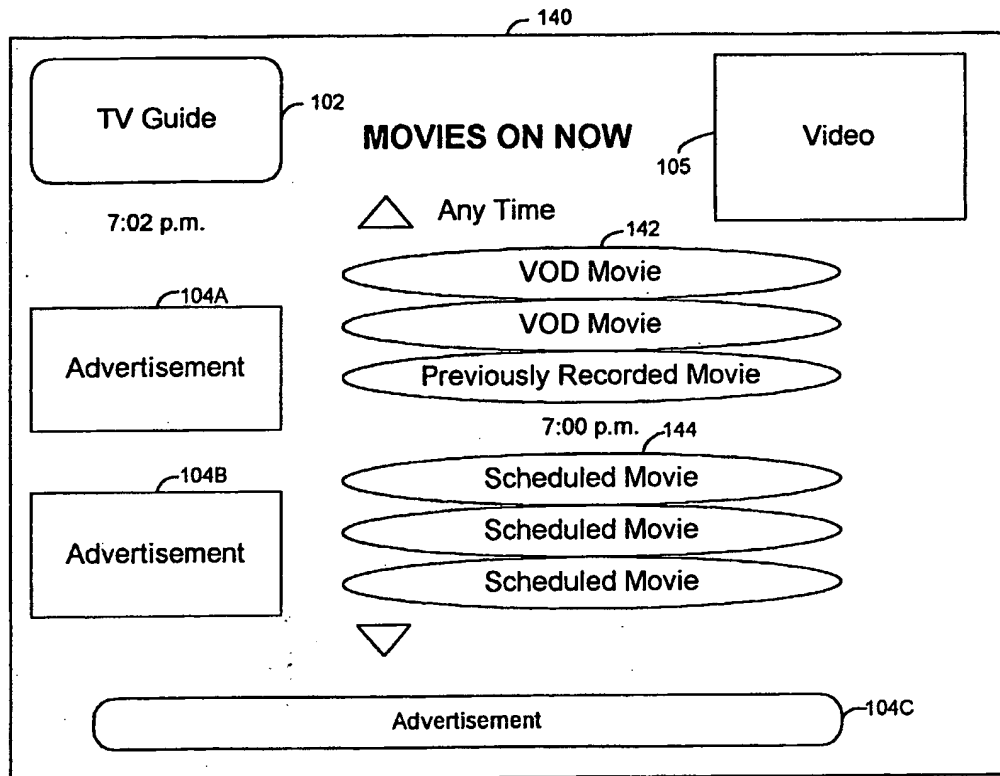 140
TV Guide
102
MOVIES ON NOW
105
Video
7:02 p.m.
Any Time
142
VOD Movie
104A
VOD Movie
Advertisement
Previously Recorded Movie
7:00 p.m.
144
104B
Scheduled Movie
Advertisement
Scheduled Movie
Scheduled Movie
Advertisement
104C